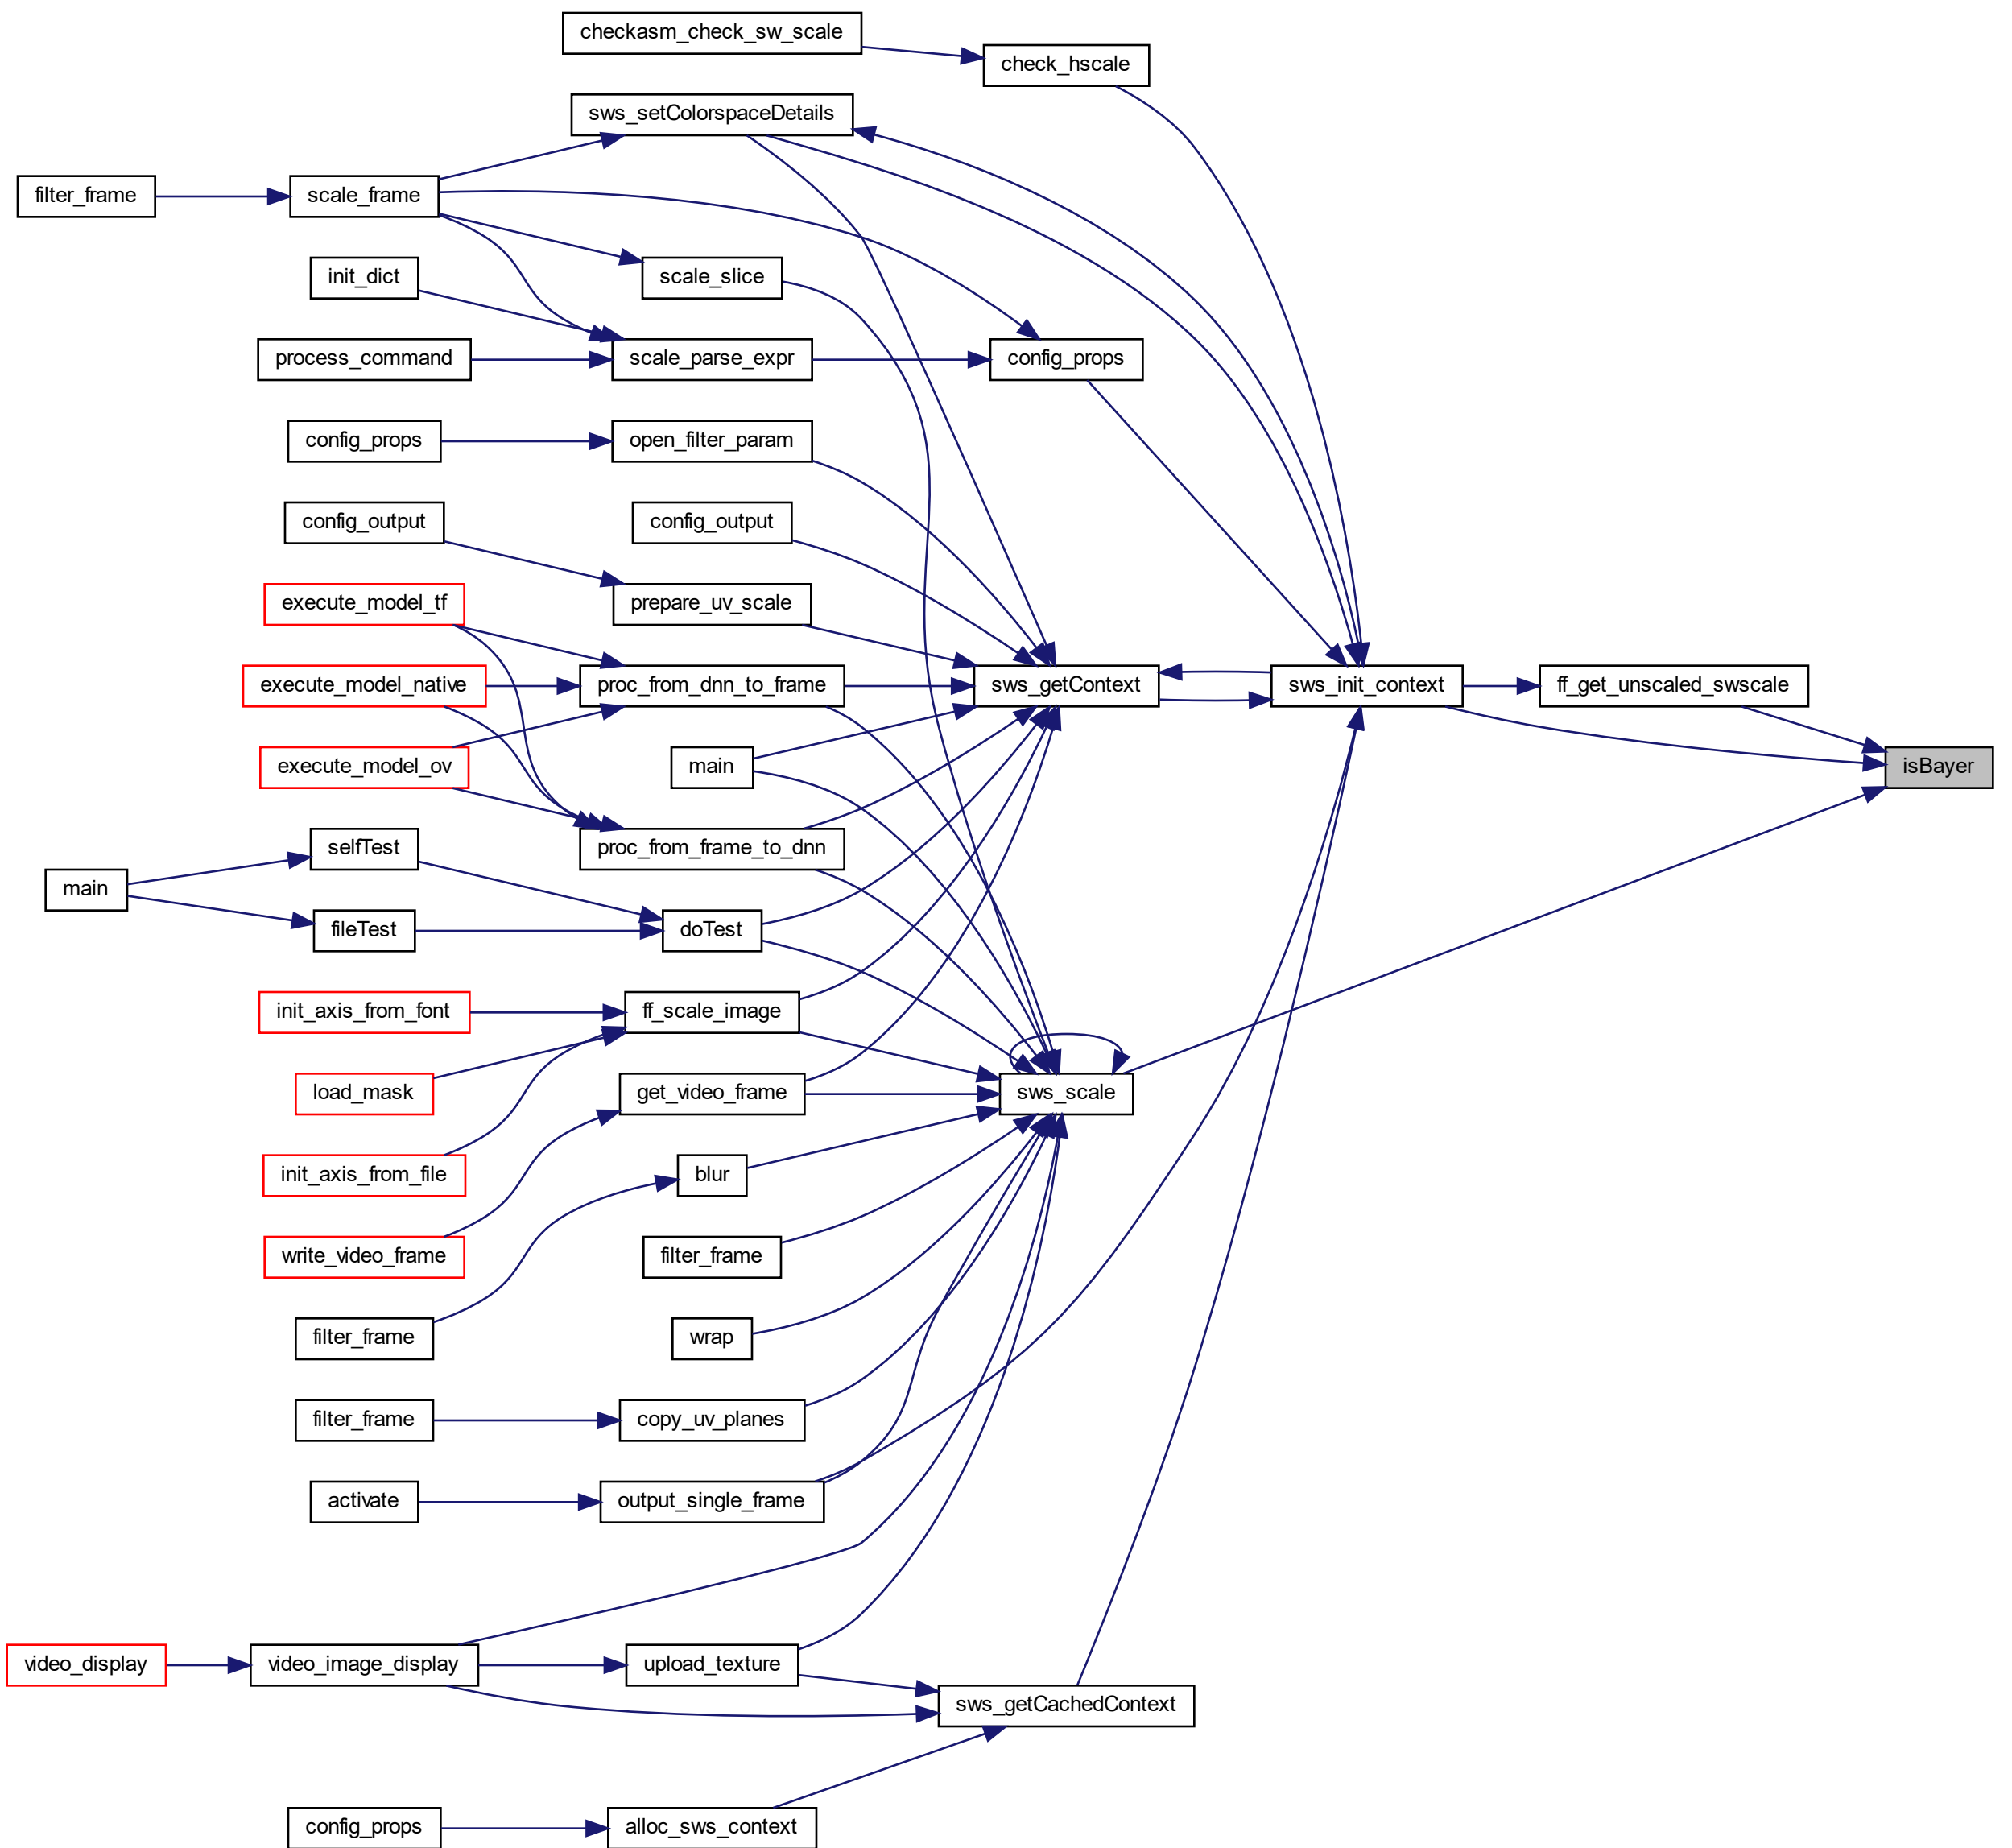 checkasm_check_sw_scale
check_hscale
sws_setColorspaceDetails
filter_frame
scale_frame
init_dict
scale_slice
process_command
scale_parse_expr
config_props
config_props
open_filter_param
config_output
config_output
execute_model_tf
prepare_uv_scale
execute_model_native
proc_from_dnn_to_frame
sws_getContext
sws_init_context
ff_get_unscaled_swscale
execute_model_ov
main
isBayer
selfTest
proc_from_frame_to_dnn
main
fileTest
doTest
init_axis_from_font
ff_scale_image
load_mask
get_video_frame
sws_scale
init_axis_from_file
blur
write_video_frame
filter_frame
filter_frame
wrap
filter_frame
copy_uv_planes
activate
output_single_frame
video_display
video_image_display
upload_texture
sws_getCachedContext
config_props
alloc_sws_context